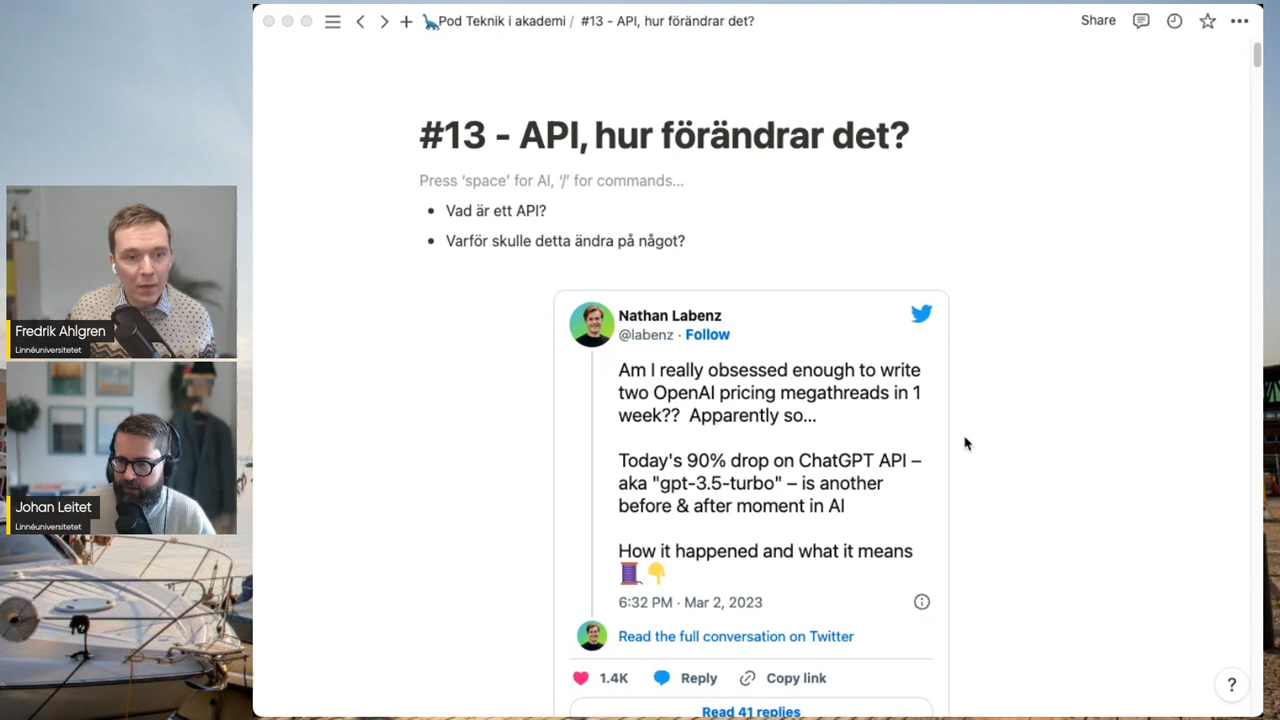 Pod Teknik i akademi / #13 - API, hur förändrar det?
Share
#13 - API, hur förändrar det?
Press ‘space’ for AI, ‘/’ for commands...
• Vad är ett API?
• Varför skulle detta ändra på något?
Nathan Labenz
@labenz · Follow
Am I really obsessed enough to write
two OpenAI pricing megathreads in 1
week?? Apparently so...
Today's 90% drop on ChatGPT API –
aka "gpt-3.5-turbo" – is another
before & after moment in AI
How it happened and what it means
🧵👇
6:32 PM · Mar 2, 2023
Read the full conversation on Twitter
1.4K Reply Copy link
Read 41 replies
?
Fredrik Ahlgren
Linnéuniversitetet
Johan Leitet
Linnéuniversitetet